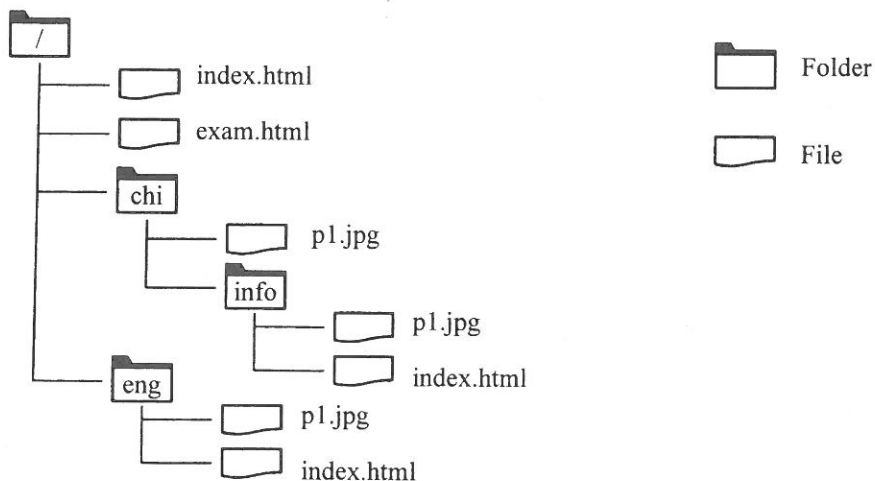 /
index.html
Folder
exam.html
File
chi
p1.jpg
info
p1.jpg
index.html
eng
p1.jpg
index.html